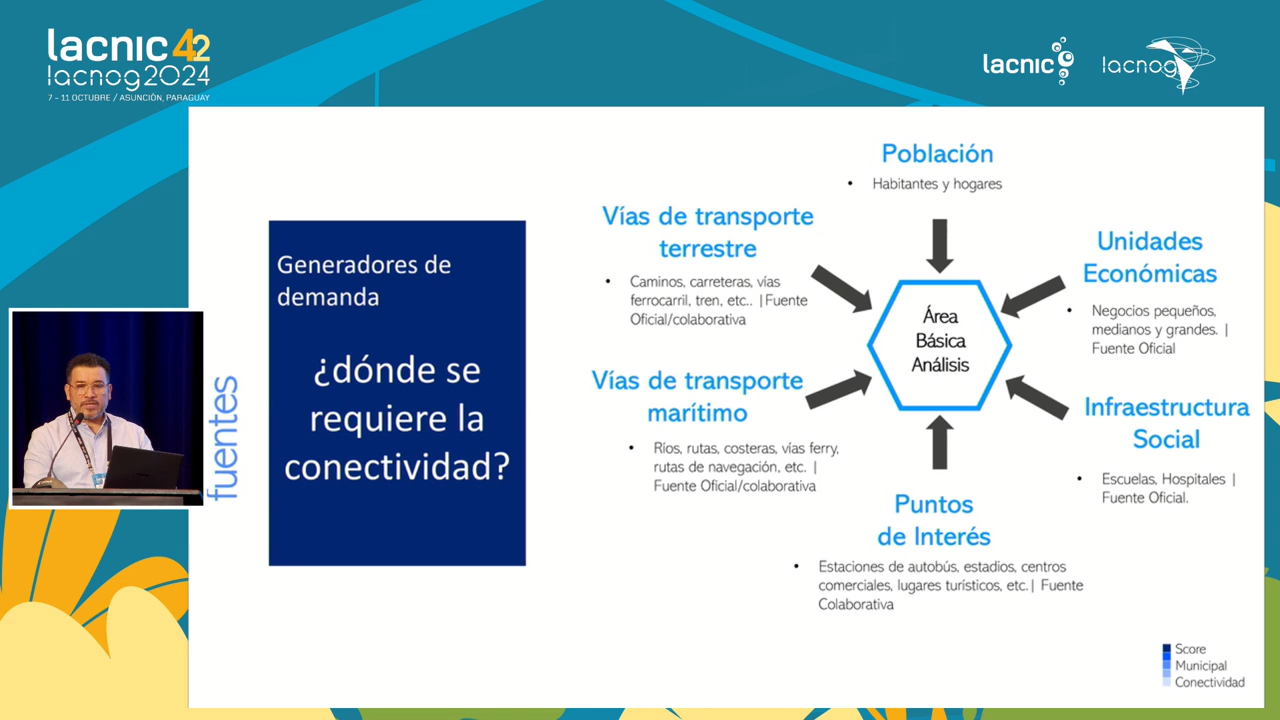 lacnic 42
lacnog2024
7 - 11 OCTUBRE / ASUNCIÓN, PARAGUAY
lacnic
lacnog
fuentes
Generadores de
demanda
¿dónde se
requiere la
conectividad?
Población
• Habitantes y hogares
Vías de transporte
terrestre
• Caminos, carreteras, vías
ferrocarril, tren, etc.. |Fuente
Oficial/colaborativa
Unidades
Económicas
• Negocios pequeños,
medianos y grandes. |
Fuente Oficial
Área
Básica
Análisis
Vías de transporte
marítimo
• Ríos, rutas, costeras, vías ferry,
rutas de navegación, etc. |
Fuente Oficial/colaborativa
Infraestructura
Social
• Escuelas, Hospitales |
Fuente Oficial.
Puntos
de Interés
• Estaciones de autobús, estadios, centros
comerciales, lugares turísticos, etc.| Fuente
Colaborativa
Score
Municipal
Conectividad